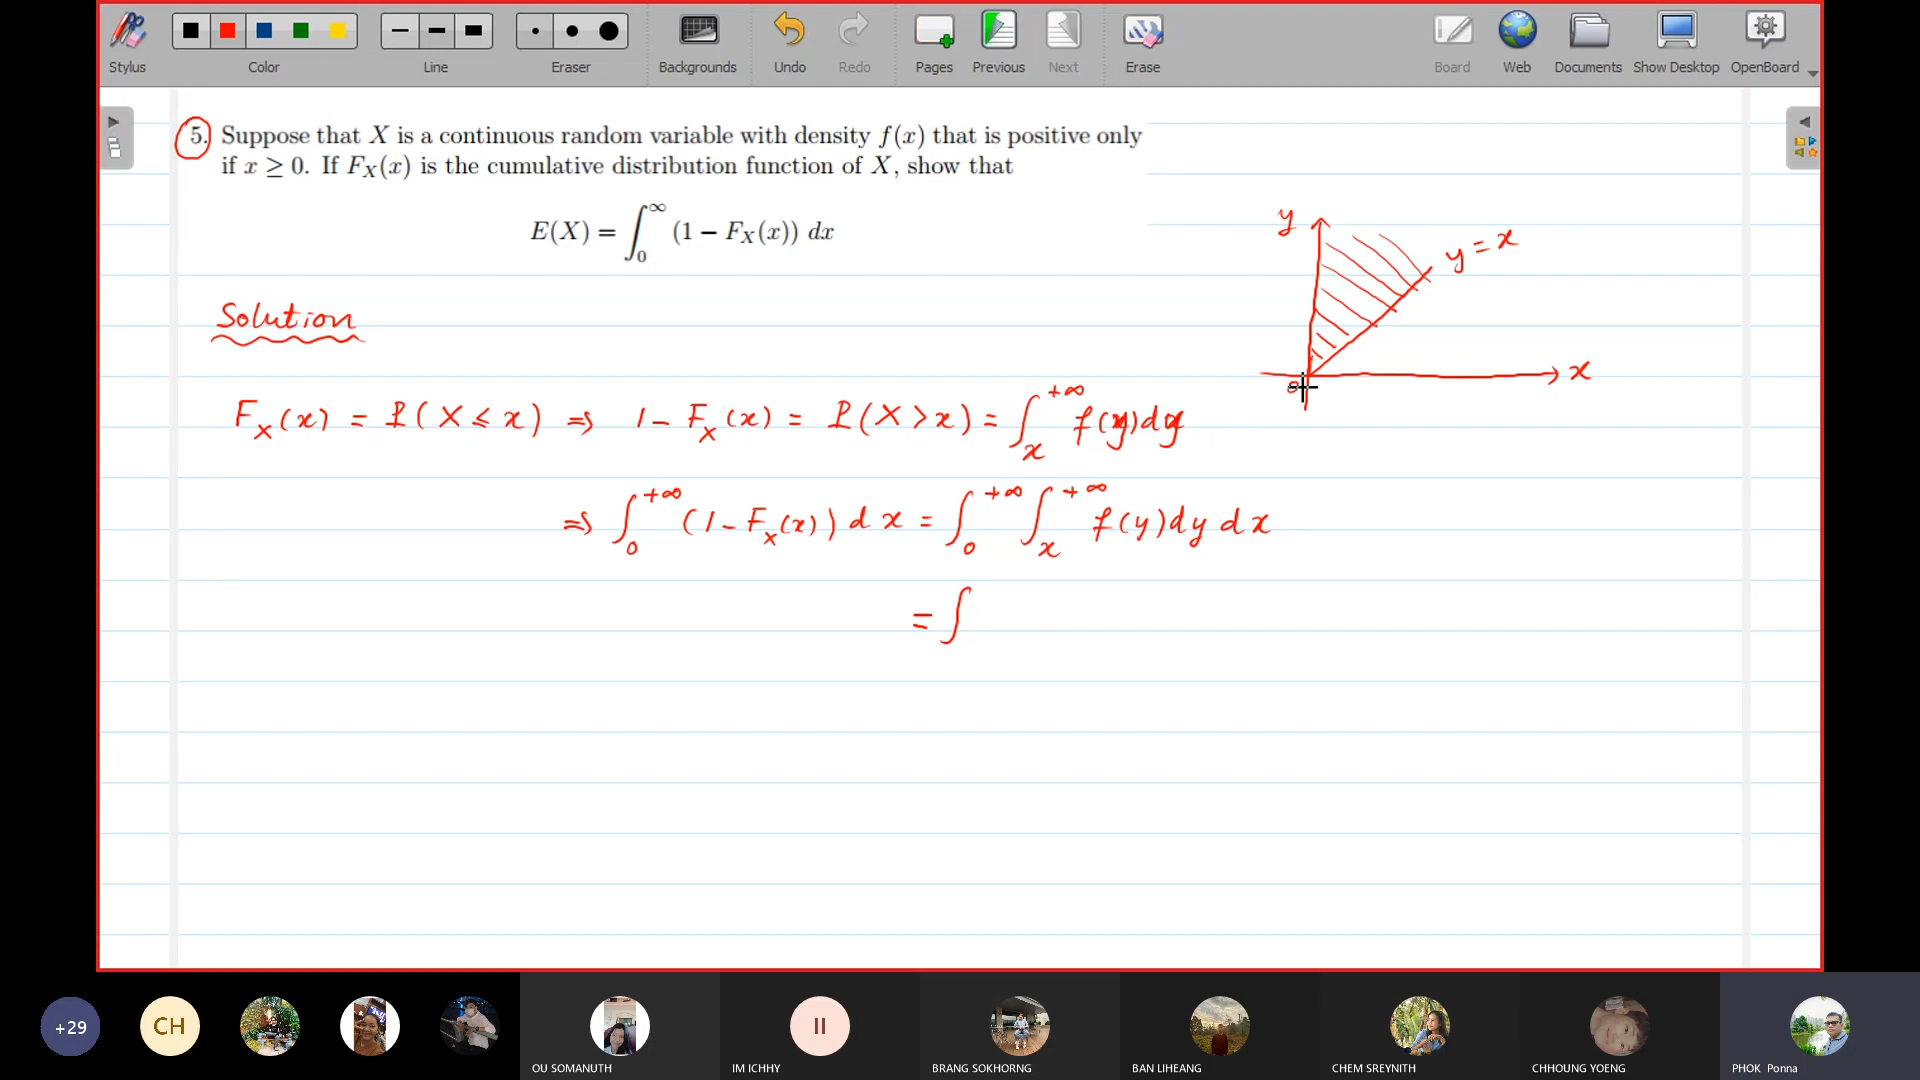 Stylus Color Line Eraser Backgrounds Undo Redo Pages Previous Next Erase Board Web Documents Show Desktop OpenBoard
5. Suppose that X is a continuous random variable with density f(x) that is positive only
if x ≥ 0. If F_X(x) is the cumulative distribution function of X, show that
E(X) = ∫_0^∞ (1 − F_X(x)) dx
y
y = x
x
0
Solution
F_X(x) = P(X ≤ x) ⇒ 1 - F_X(x) = P(X > x) = ∫_x^{+∞} f(y)dy
⇒ ∫_0^{+∞} (1 - F_X(x)) dx = ∫_0^{+∞} ∫_x^{+∞} f(y)dy dx
= ∫
+29
CH
II
OU SOMANUTH
IM ICHHY
BRANG SOKHORNG
BAN LIHEANG
CHEM SREYNITH
CHHOUNG YOENG
PHOK Ponna